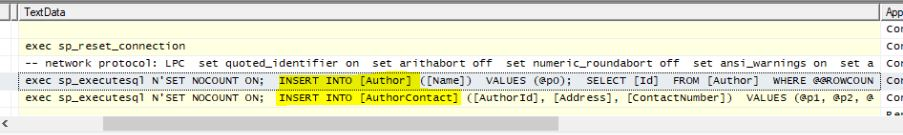 TextData
App
Cor
exec sp_reset_connection
Cor
-- network protocol: LPC  set quoted_identifier on  set arithabort off  set numeric_roundabort off  set ansi_warnings on  set a
Cor
exec sp_executesql N'SET NOCOUNT ON;  INSERT INTO [Author] ([Name])  VALUES (@p0);  SELECT [Id]  FROM [Author]  WHERE @@ROWCOUN
Cor
exec sp_executesql N'SET NOCOUNT ON;  INSERT INTO [AuthorContact] ([AuthorId], [Address], [ContactNumber])  VALUES (@p1, @p2, @
Cor